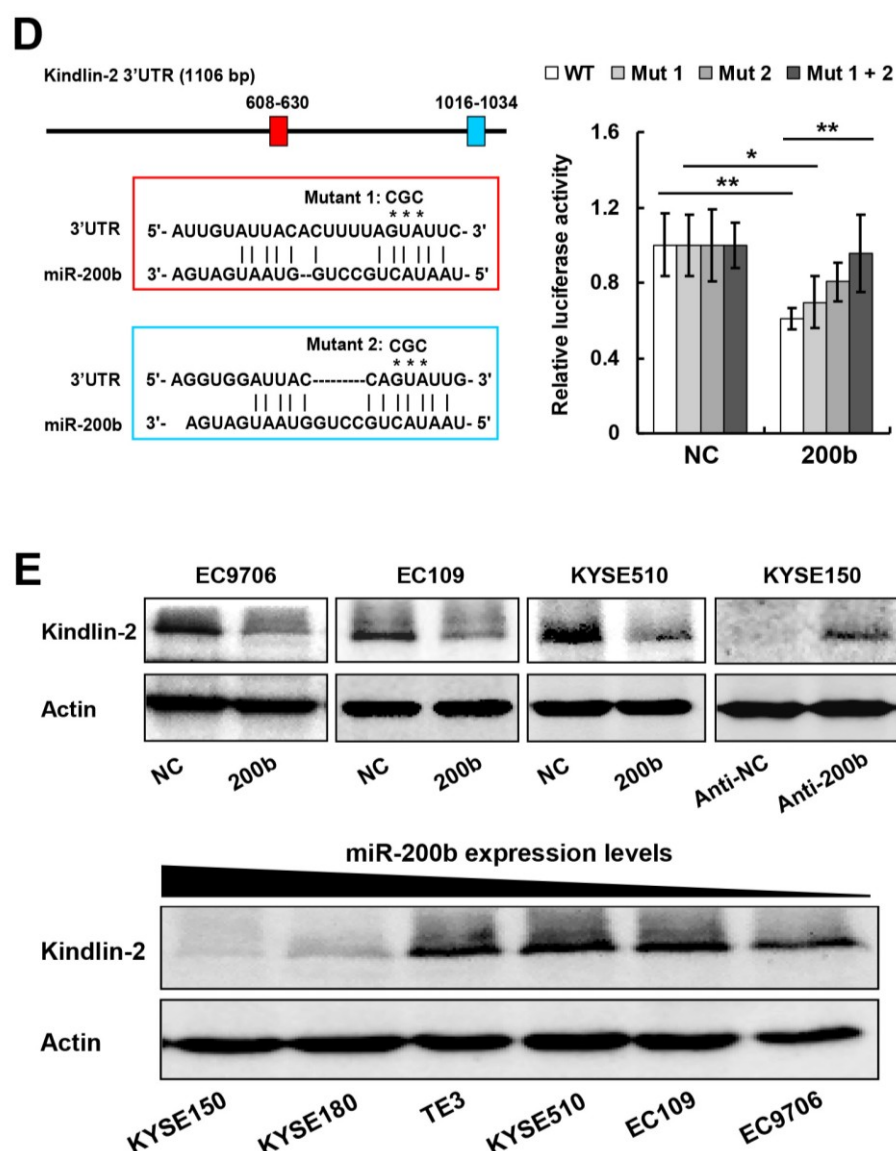 D
Kindlin-2 3'UTR (1106 bp)
608-630
1016-1034
Mutant 1: CGC
* * *
3'UTR 5'- AUUGUAUUACACUUUUAGUAUUC- 3'
miR-200b 3'- AGUAGUAAUG--GUCCGUCAUAAU- 5'
Mutant 2: CGC
* * *
3'UTR 5'- AGGUGGAUUAC---------CAGUAUUG- 3'
miR-200b 3'- AGUAGUAAUGGUCCGUCAUAAU- 5'
WT Mut 1 Mut 2 Mut 1 + 2
Relative luciferase activity
1.6
1.2
0.8
0.4
0
**
*
**
NC 200b
E
EC9706 EC109 KYSE510 KYSE150
Kindlin-2
Actin
NC 200b NC 200b NC 200b Anti-NC Anti-200b
miR-200b expression levels
Kindlin-2
Actin
KYSE150 KYSE180 TE3 KYSE510 EC109 EC9706